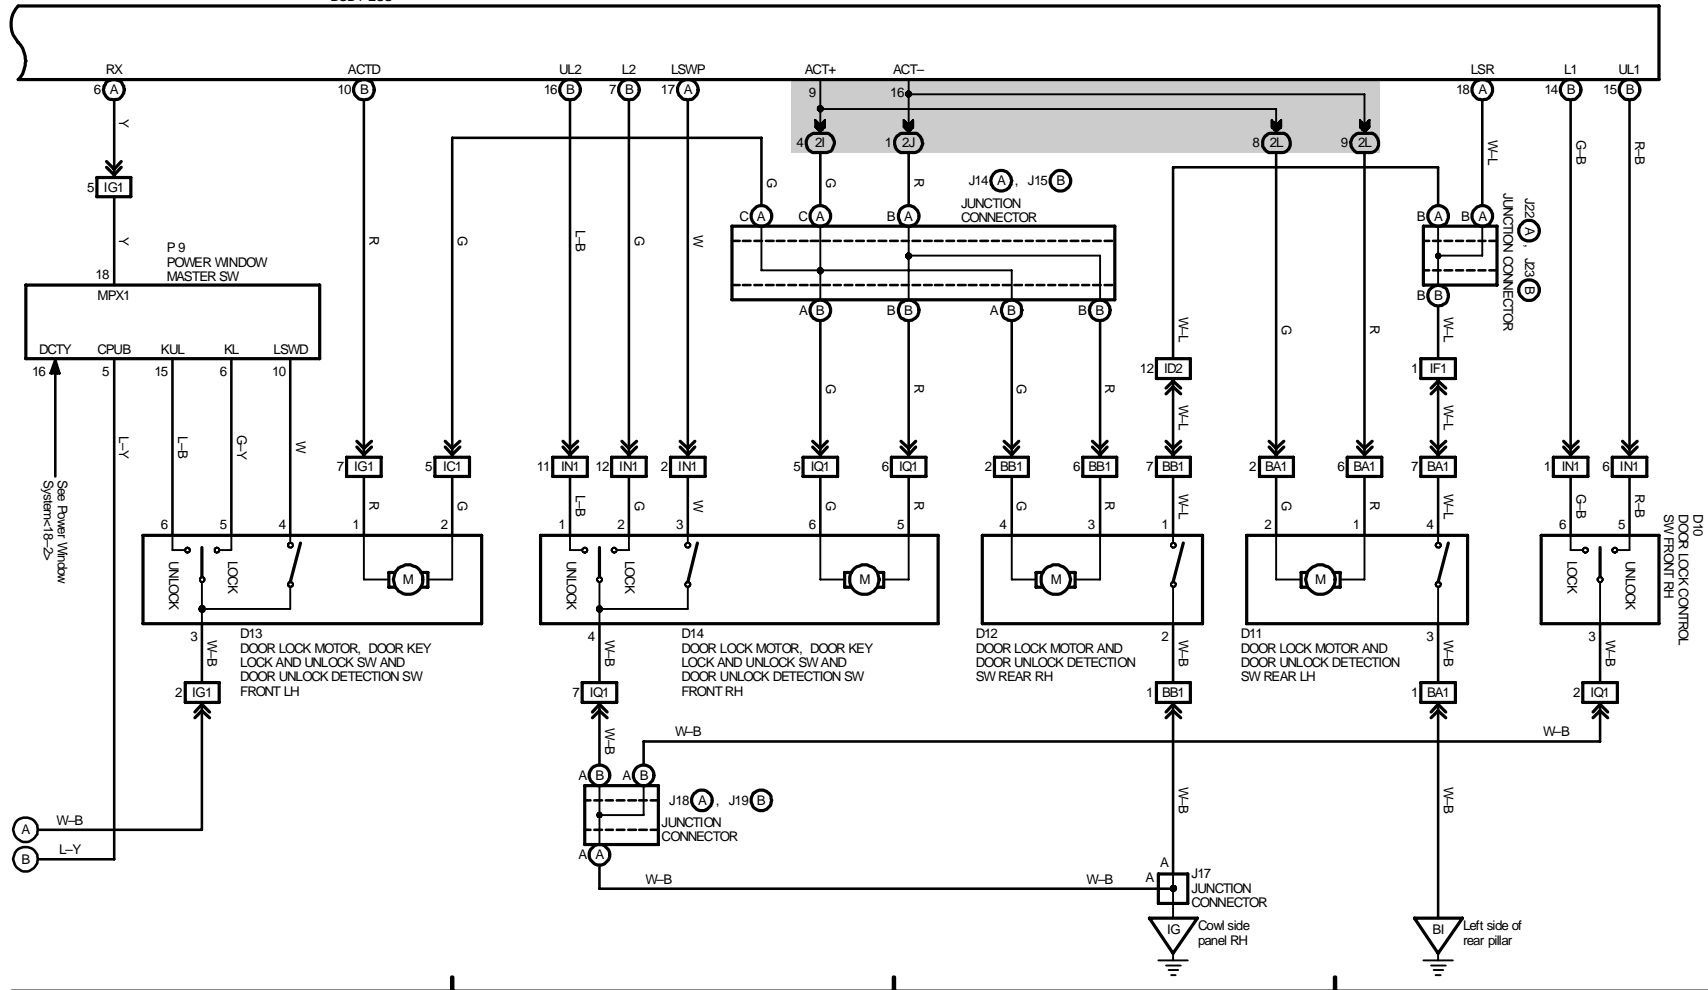 RX ACTD UL2 L2 LSWP ACT+ ACT– LSR L1 UL1
6 A 10 B 16 B 7 B 17 A 9 16 18 A 14 B 15 B
4 2I 1 2J 8 2L 9 2L
Y W–L G–B R–B
5 IG1
J14 A , J15 B
JUNCTION
CONNECTOR
G G R
C A C A B A B A B A
J22 A , J23 B
JUNCTION CONNECTOR
Y R G L–B G W
P 9
POWER WINDOW
MASTER SW
18
MPX1
A B B B A B B B B B
W–L G R W–L
DCTY CPUB KUL KL LSWD
16 5 15 6 10
12 ID2 1 IF1
G R G R W–L W–L
L–Y L–B G–Y W
7 IG1 5 IC1 11 IN1 12 IN1 2 IN1 5 IQ1 6 IQ1 2 BB1 6 BB1 7 BB1 2 BA1 6 BA1 7 BA1 1 IN1 6 IN1
See Power Window
System<18–2>
R G L–B G W G R G R W–L G R W–L G–B R–B
6 5 4 1 2 1 2 3 6 5 4 3 1 2 1 4 6 5
UNLOCK LOCK M UNLOCK LOCK M M M LOCK UNLOCK
D10
DOOR LOCK CONTROL
SW FRONT RH
3 W–B
D13
DOOR LOCK MOTOR, DOOR KEY
LOCK AND UNLOCK SW AND
DOOR UNLOCK DETECTION SW
FRONT LH
4 W–B
D14
DOOR LOCK MOTOR, DOOR KEY
LOCK AND UNLOCK SW AND
DOOR UNLOCK DETECTION SW
FRONT RH
D12
DOOR LOCK MOTOR AND
DOOR UNLOCK DETECTION
SW REAR RH
2 W–B
D11
DOOR LOCK MOTOR AND
DOOR UNLOCK DETECTION
SW REAR LH
3 W–B
3 W–B
2 IG1 7 IQ1 1 BB1 1 BA1 2 IQ1
W–B W–B W–B
A B A B
J18 A , J19 B
JUNCTION
CONNECTOR
W–B W–B
A W–B
B L–Y
A A
W–B W–B
A A
J17
JUNCTION
CONNECTOR
IG
Cowl side
panel RH
BI
Left side of
rear pillar